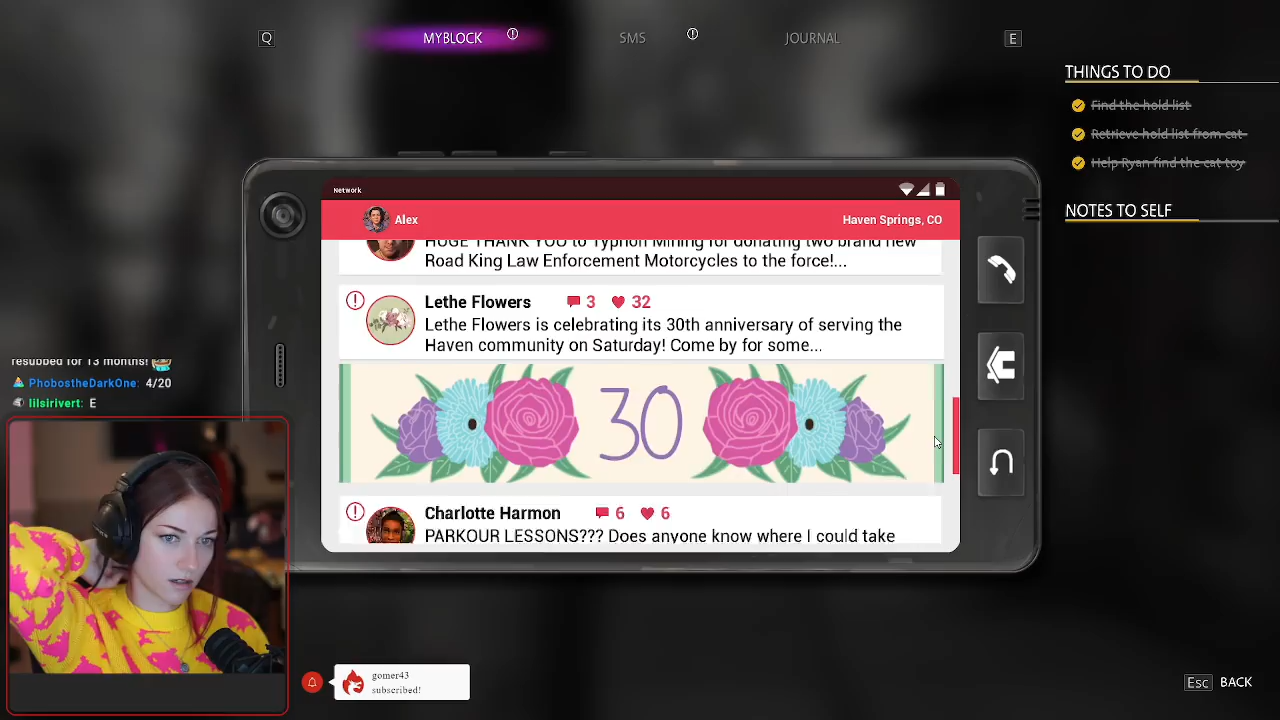 Q
MYBLOCK
SMS
JOURNAL
E
THINGS TO DO
Find the hold list
Retrieve hold list from cat
Help Ryan find the cat toy
NOTES TO SELF
Network
Alex
Haven Springs, CO
HUGE THANK YOU to Typhon Mining for donating two brand new
Road King Law Enforcement Motorcycles to the force!...
Lethe Flowers 3 32
Lethe Flowers is celebrating its 30th anniversary of serving the
Haven community on Saturday! Come by for some...
30
Charlotte Harmon 6 6
PARKOUR LESSONS??? Does anyone know where I could take
resubbed for 13 months!
PhobostheDarkOne: 4/20
lilsirivert: E
gomer43
subscribed!
Esc BACK